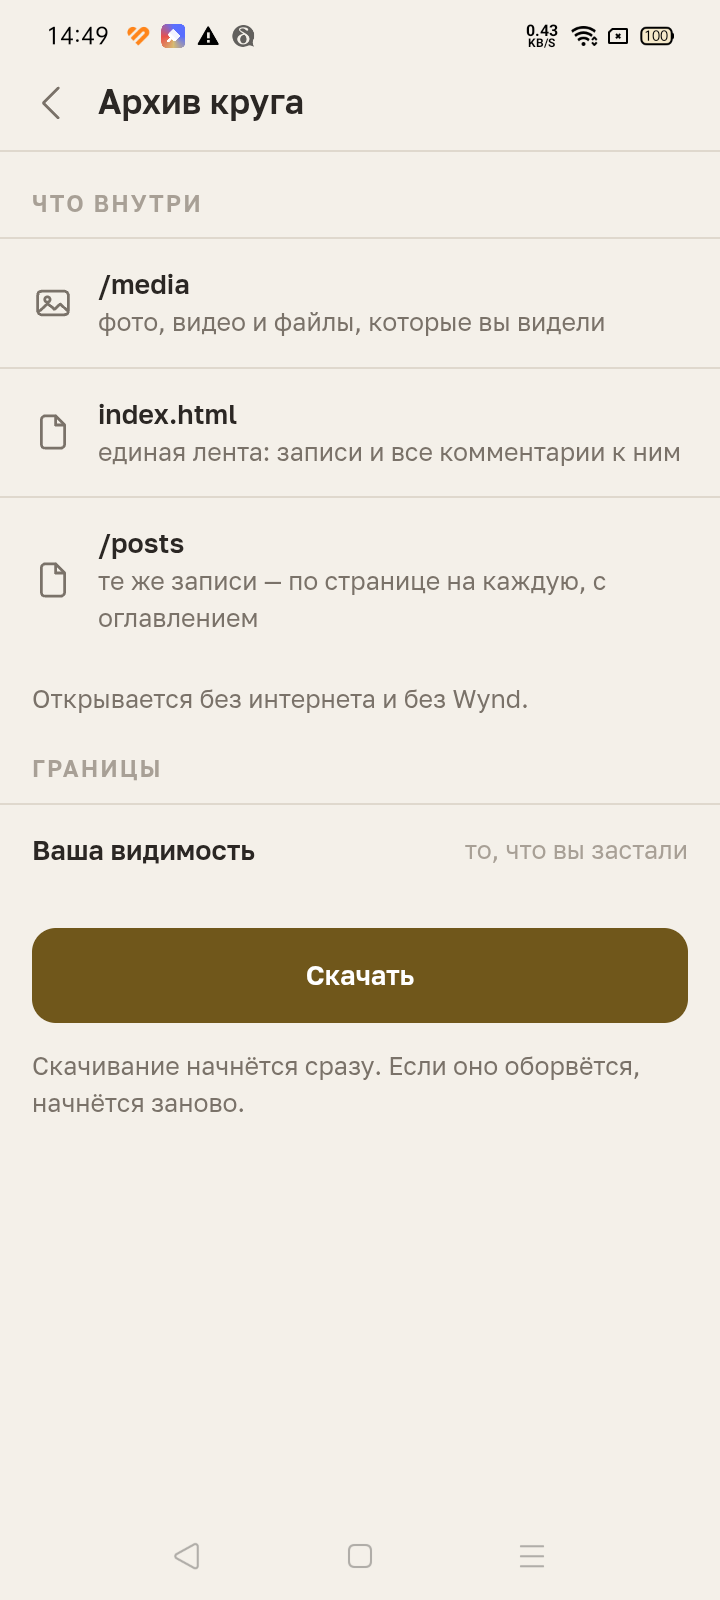 14:49
0.43
KB/S
100
Архив круга
ЧТО ВНУТРИ
/media
фото, видео и файлы, которые вы видели
index.html
единая лента: записи и все комментарии к ним
/posts
те же записи — по странице на каждую, с
оглавлением
Открывается без интернета и без Wynd.
ГРАНИЦЫ
Ваша видимость
то, что вы застали
Скачать
Скачивание начнётся сразу. Если оно оборвётся,
начнётся заново.